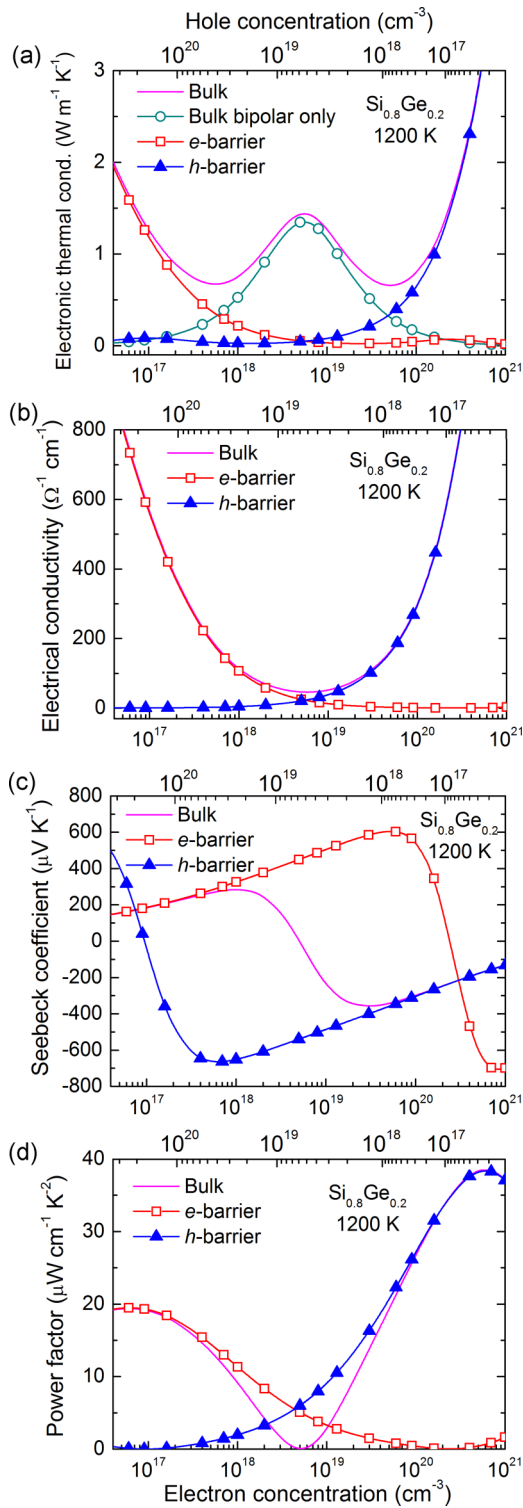 Hole concentration (cm⁻³)
(a)
10²⁰ 10¹⁹ 10¹⁸ 10¹⁷
Electronic thermal cond. (W m⁻¹ K⁻¹)
3
2
1
0
Bulk
Bulk bipolar only
e-barrier
h-barrier
Si₀.₈Ge₀.₂
1200 K
10¹⁷ 10¹⁸ 10¹⁹ 10²⁰ 10²¹
(b)
10²⁰ 10¹⁹ 10¹⁸ 10¹⁷
Electrical conductivity (Ω⁻¹ cm⁻¹)
800
600
400
200
0
Bulk
e-barrier
h-barrier
Si₀.₈Ge₀.₂
1200 K
10¹⁷ 10¹⁸ 10¹⁹ 10²⁰ 10²¹
(c)
10²⁰ 10¹⁹ 10¹⁸ 10¹⁷
Seebeck coefficient (μV K⁻¹)
800
600
400
200
0
-200
-400
-600
-800
Bulk
e-barrier
h-barrier
Si₀.₈Ge₀.₂
1200 K
10¹⁷ 10¹⁸ 10¹⁹ 10²⁰ 10²¹
(d)
10²⁰ 10¹⁹ 10¹⁸ 10¹⁷
Power factor (μW cm⁻¹ K⁻²)
40
30
20
10
0
Bulk
e-barrier
h-barrier
Si₀.₈Ge₀.₂
1200 K
10¹⁷ 10¹⁸ 10¹⁹ 10²⁰ 10²¹
Electron concentration (cm⁻³)